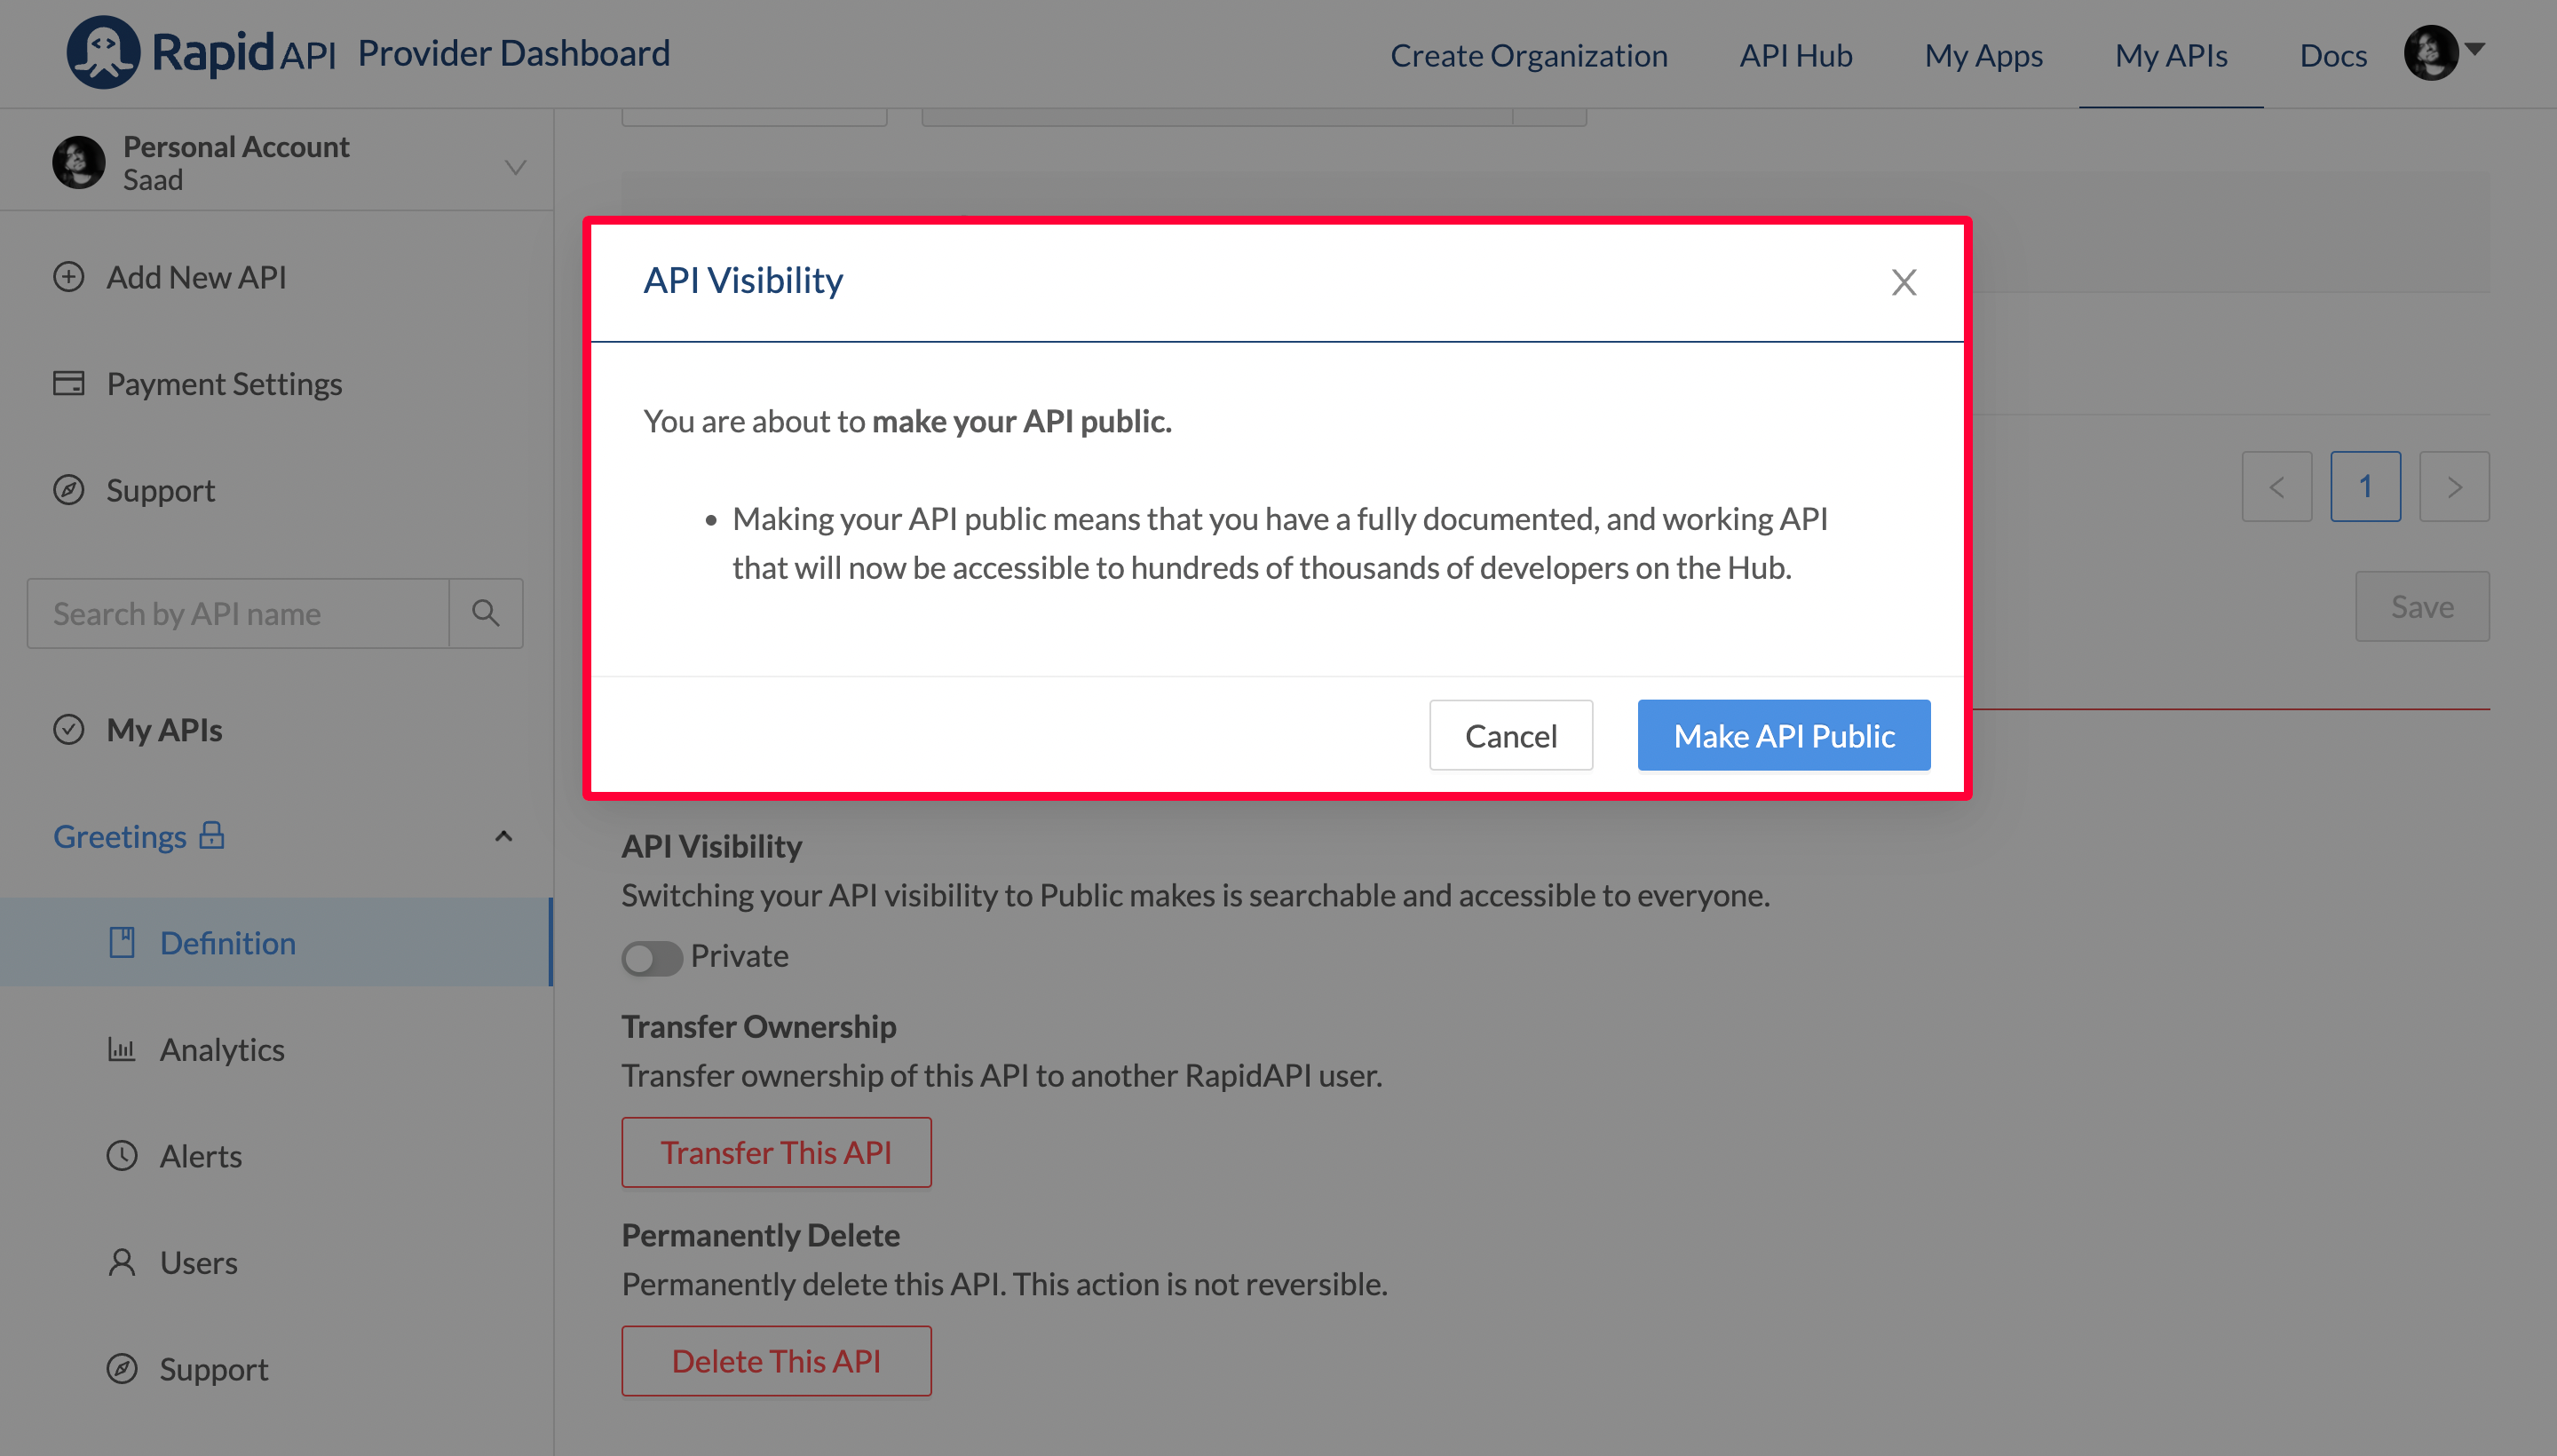 Rapid API Provider Dashboard
Create Organization
API Hub
My Apps
My APIs
Docs
Personal Account
Saad
Add New API
Payment Settings
Support
Search by API name
My APIs
Greetings
Definition
Analytics
Alerts
Users
Support
API Visibility
X
You are about to make your API public.
• Making your API public means that you have a fully documented, and working API
that will now be accessible to hundreds of thousands of developers on the Hub.
Cancel
Make API Public
< 1 >
Save
API Visibility
Switching your API visibility to Public makes is searchable and accessible to everyone.
Private
Transfer Ownership
Transfer ownership of this API to another RapidAPI user.
Transfer This API
Permanently Delete
Permanently delete this API. This action is not reversible.
Delete This API